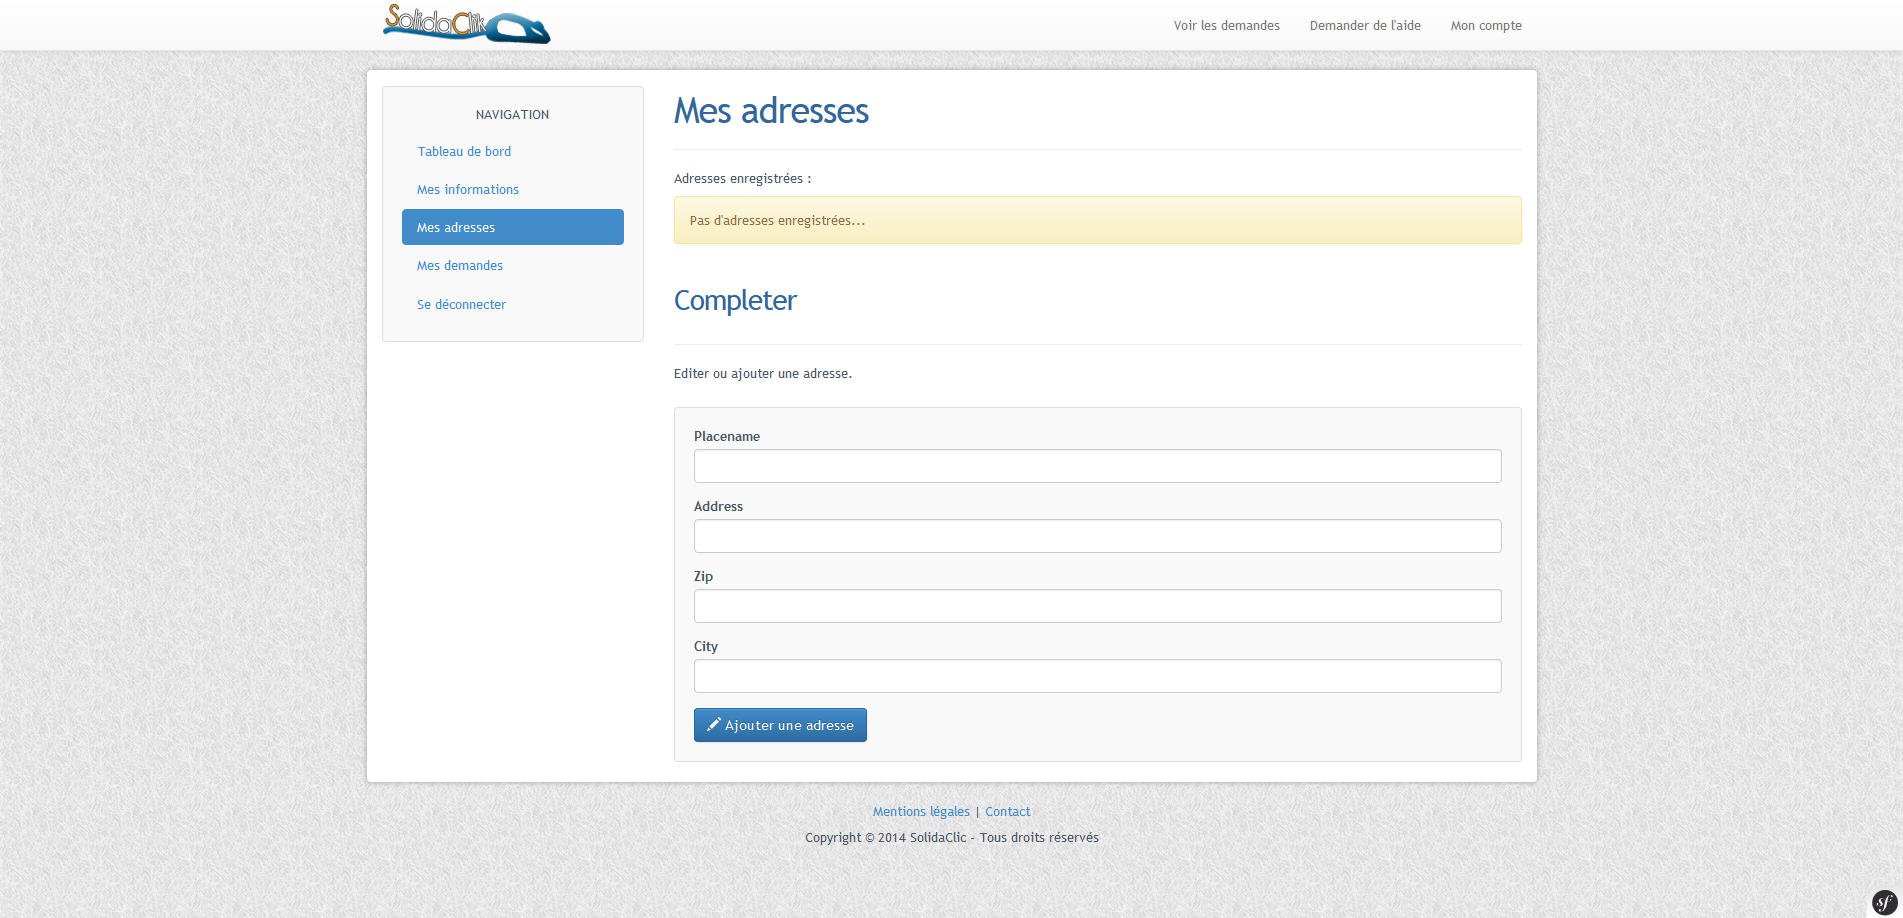 SolidaClik
Voir les demandes
Demander de l'aide
Mon compte
NAVIGATION
Tableau de bord
Mes informations
Mes adresses
Mes demandes
Se déconnecter
Mes adresses
Adresses enregistrées :
Pas d'adresses enregistrées...
Completer
Editer ou ajouter une adresse.
Placename
Address
Zip
City
Ajouter une adresse
Mentions légales | Contact
Copyright © 2014 SolidaClic - Tous droits réservés
sf